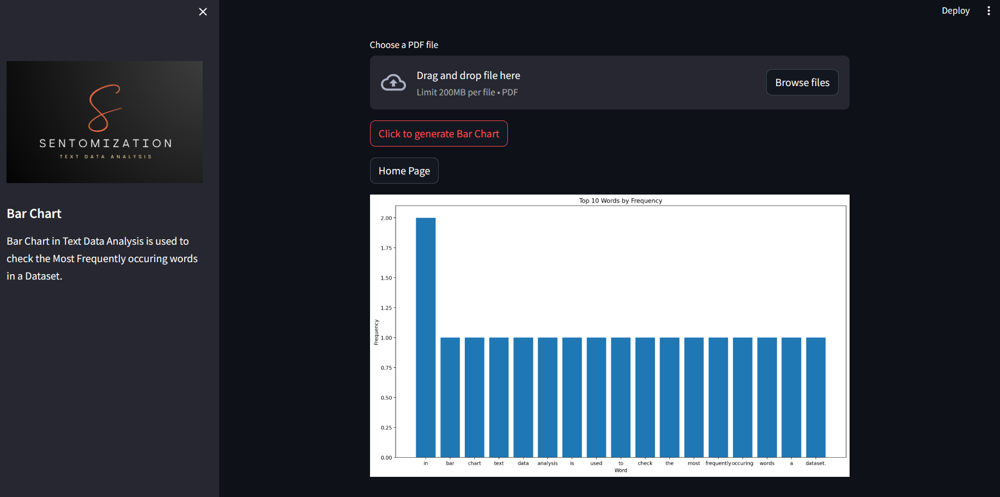 Deploy
SENTOMIZATION
TEXT DATA ANALYSIS
Bar Chart
Bar Chart in Text Data Analysis is used to
check the Most Frequently occuring words
in a Dataset.
Choose a PDF file
Drag and drop file here
Limit 200MB per file • PDF
Browse files
Click to generate Bar Chart
Home Page
Top 10 Words by Frequency
Frequency
2.00
1.75
1.50
1.25
1.00
0.75
0.50
0.25
0.00
in bar chart text data analysis is used to check the most frequently occuring words a dataset.
Word